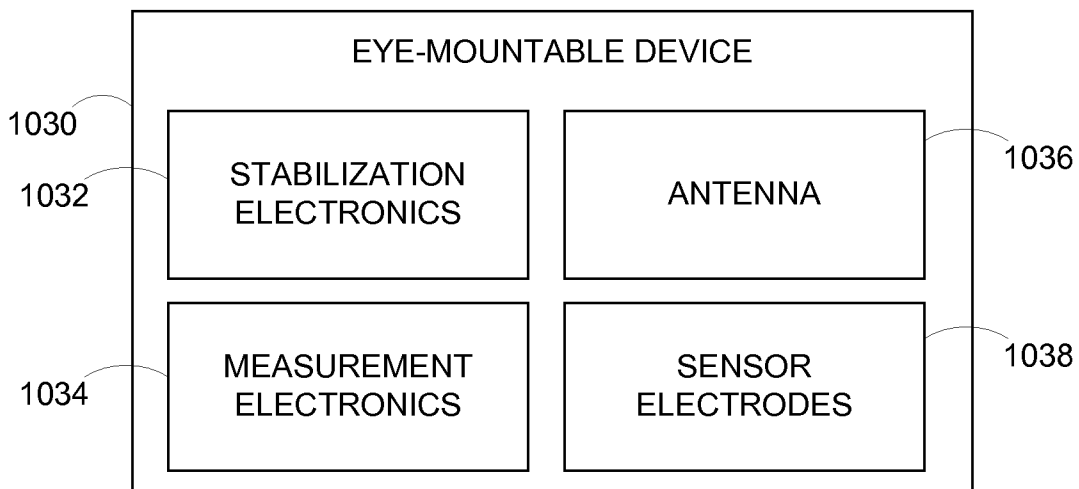 EYE-MOUNTABLE DEVICE
1030
1032
STABILIZATION
ELECTRONICS
ANTENNA
1036
1034
MEASUREMENT
ELECTRONICS
SENSOR
ELECTRODES
1038